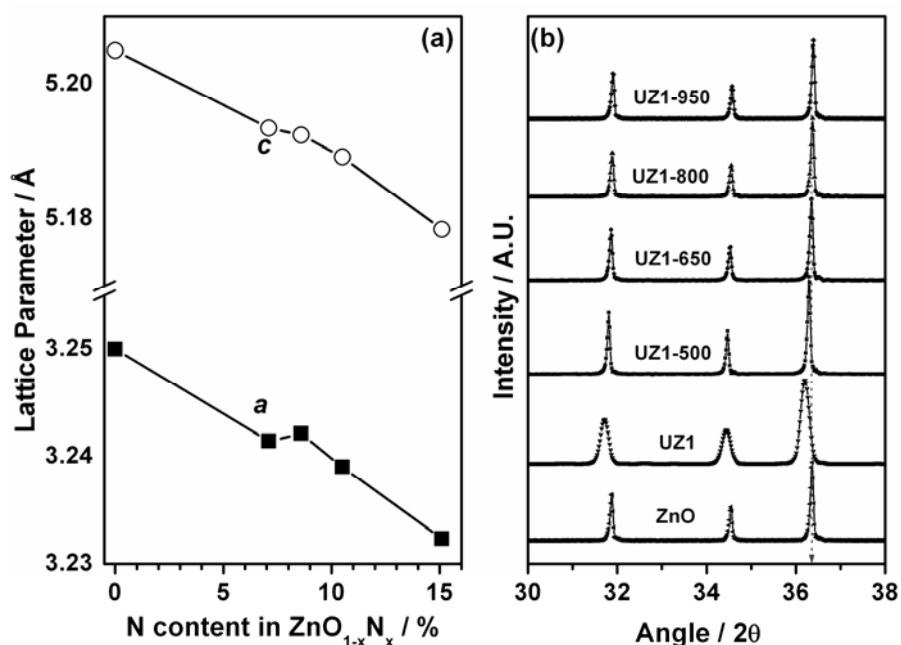 (a)
5.20
c
5.18
Lattice Parameter / Å
3.25
a
3.24
3.23
0 5 10 15
N content in ZnO₁₋ₓNₓ / %
(b)
UZ1-950
UZ1-800
UZ1-650
UZ1-500
UZ1
ZnO
Intensity / A.U.
30 32 34 36 38
Angle / 2θ